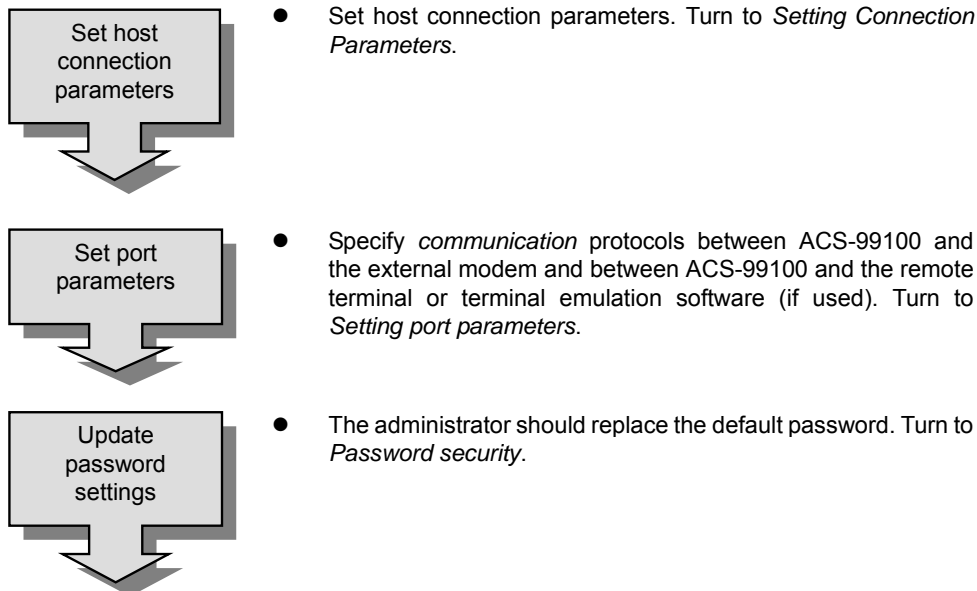 Set host
connection
parameters
● Set host connection parameters. Turn to Setting Connection
Parameters.
Set port
parameters
● Specify communication protocols between ACS-99100 and
the external modem and between ACS-99100 and the remote
terminal or terminal emulation software (if used). Turn to
Setting port parameters.
Update
password
settings
● The administrator should replace the default password. Turn to
Password security.